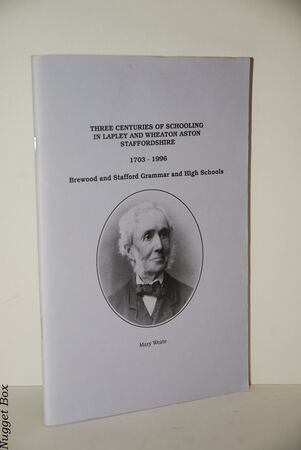 THREE CENTURIES OF SCHOOLING
IN LAPLEY AND WHEATON ASTON
STAFFORDSHIRE
1703 - 1996
Brewood and Stafford Grammar and High Schools
Mary Weate
Nugget Box